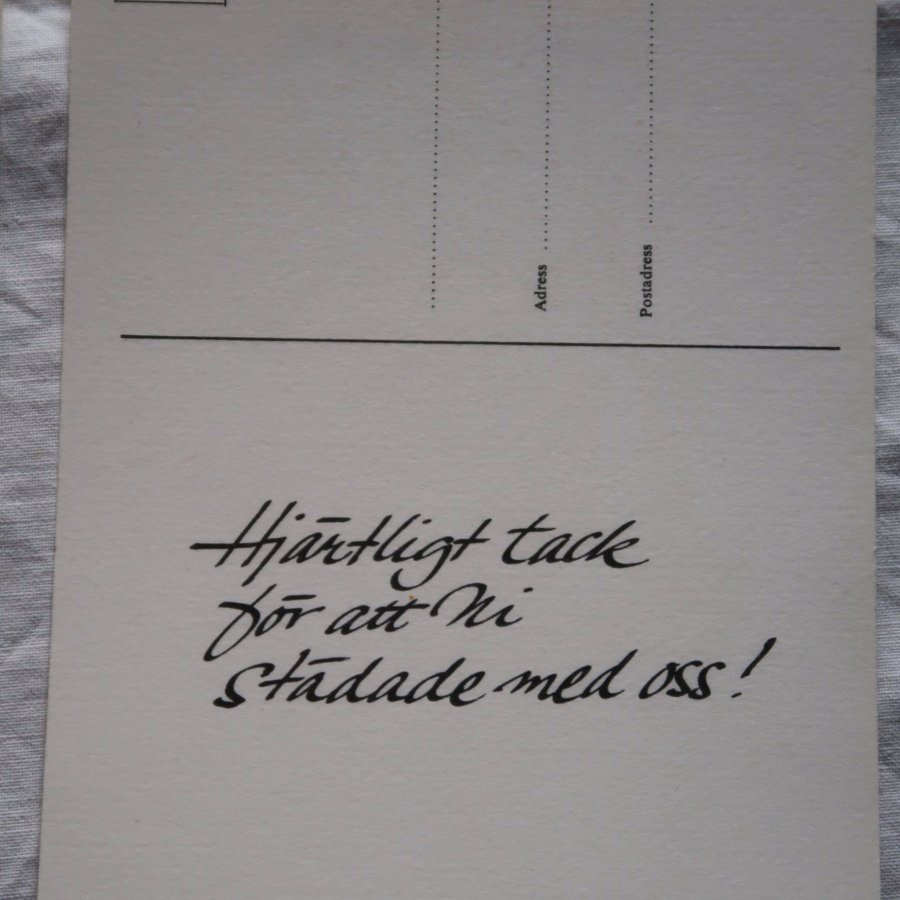 Adress
Postadress
Hjärtligt tack
för att Ni
städade med oss!